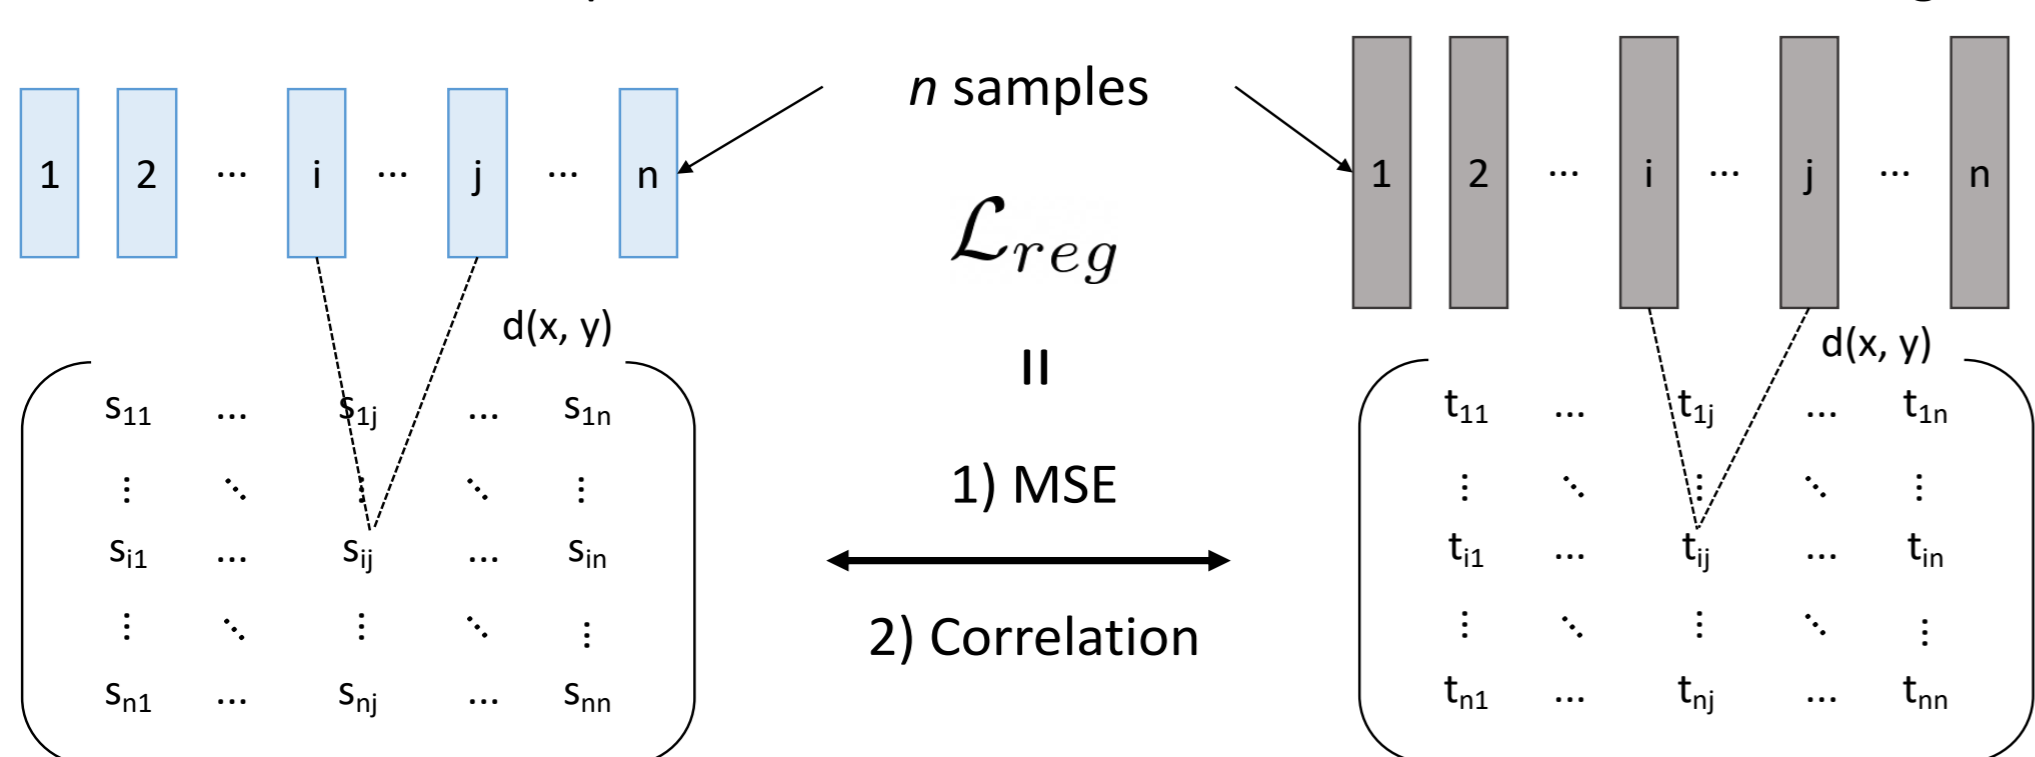 1 2 ... i ... j ... n
n samples
1 2 ... i ... j ... n
ℒreg
=
d(x, y)
d(x, y)
s11 ... s1j ... s1n
⋮ ⋱ ⋮ ⋱ ⋮
si1 ... sij ... sin
⋮ ⋱ ⋮ ⋱ ⋮
sn1 ... snj ... snn
1) MSE
2) Correlation
t11 ... t1j ... t1n
⋮ ⋱ ⋮ ⋱ ⋮
ti1 ... tij ... tin
⋮ ⋱ ⋮ ⋱ ⋮
tn1 ... tnj ... tnn